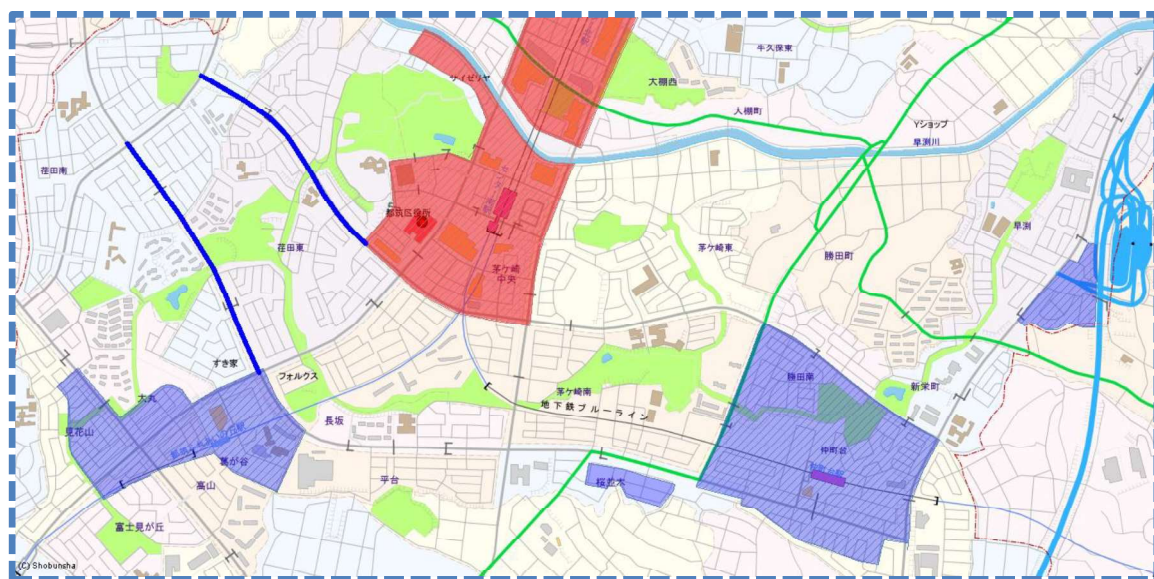 牛久保東
大棚西
サイゼリヤ
人棚町
Yショップ
早渕川
荏田南
都筑区役所
早渕
荏田東
茅ケ崎東
勝田町
茅ケ崎
中央
すき家
フォルクス
勝田南
新栄町
大丸
茅ケ崎南
地下鉄ブルーライン
長坂
見花山
葛が谷
仲町台
高山
平台
桜並木
富士見が丘
(C) Shobunsha